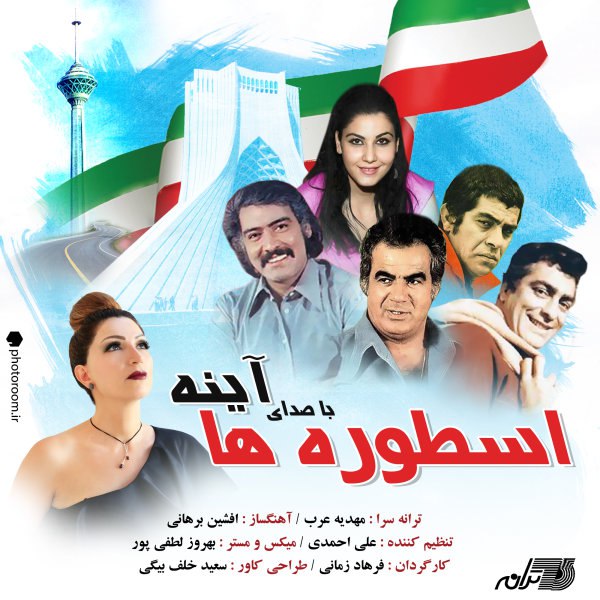 آینه
با صدای
اسطوره ها
ترانه سرا : مهدیه عرب / آهنگساز : افشین برهانی
تنظیم کننده : علی احمدی / میکس و مستر : بهروز لطفی پور
کارگردان : فرهاد زمانی / طراحی کاور : سعید خلف بیگی
ترانه
photoroom.ir